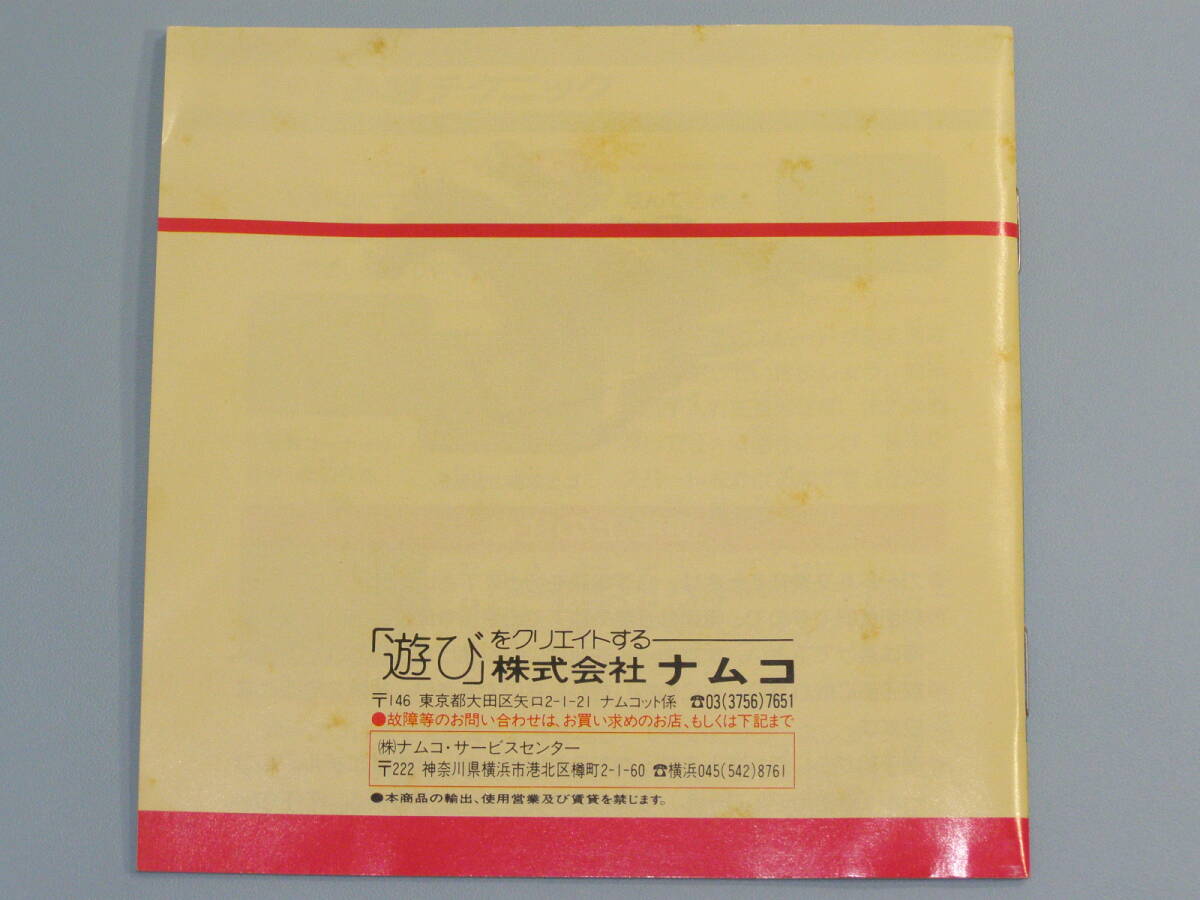 「遊び」をクリエイトする
株式会社 ナムコ
〒146 東京都大田区矢口2-1-21 ナムコット係 ☎03(3756)7651
●故障等のお問い合わせは、お買い求めのお店、もしくは下記まで
㈱ナムコ・サービスセンター
〒222 神奈川県横浜市港北区樽町2-1-60 ☎横浜045(542)8761
●本商品の輸出、使用営業及び賃貸を禁じます。